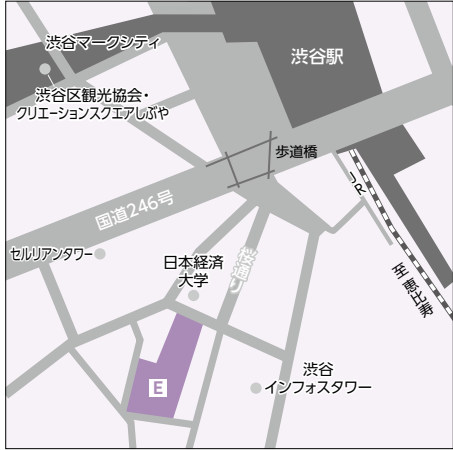 渋谷マークシティ
渋谷駅
渋谷区観光協会・
クリエーションスクエアしぶや
歩道橋
JR
国道246号
セルリアンタワー
日本経済
大学
桜通り
至 恵比寿
E
渋谷
インフォスタワー